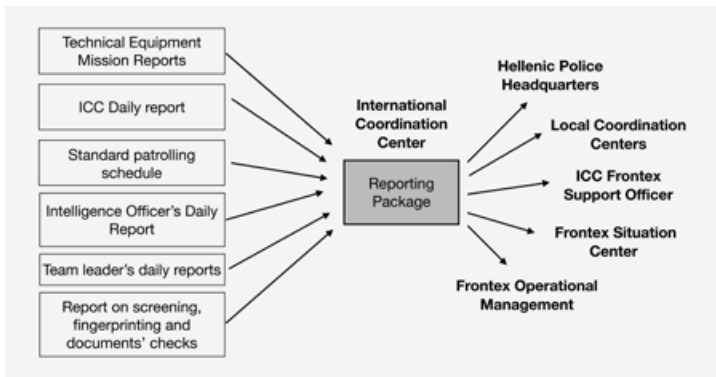 Technical Equipment
Mission Reports
ICC Daily report
Standard patrolling
schedule
Intelligence Officer's Daily
Report
Team leader's daily reports
Report on screening,
fingerprinting and
documents' checks
International
Coordination
Center
Reporting
Package
Hellenic Police
Headquarters
Local Coordination
Centers
ICC Frontex
Support Officer
Frontex Situation
Center
Frontex Operational
Management